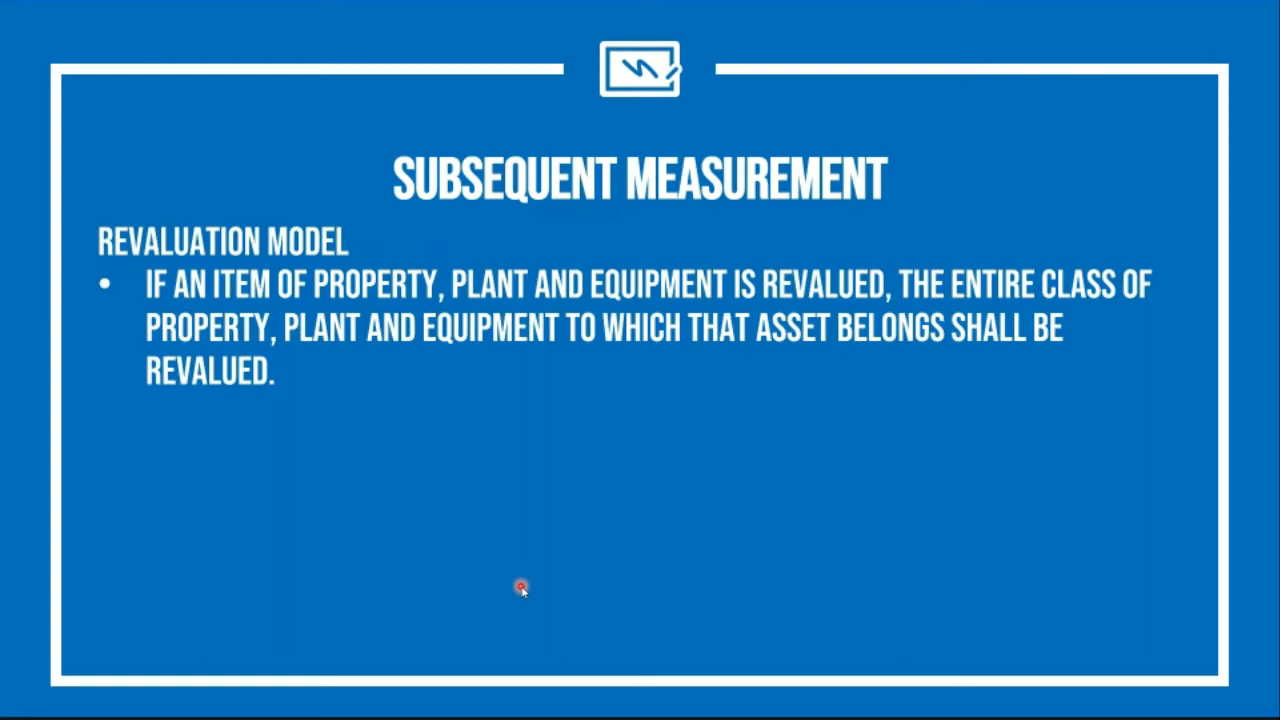 SUBSEQUENT MEASUREMENT
REVALUATION MODEL
• IF AN ITEM OF PROPERTY, PLANT AND EQUIPMENT IS REVALUED, THE ENTIRE CLASS OF
PROPERTY, PLANT AND EQUIPMENT TO WHICH THAT ASSET BELONGS SHALL BE
REVALUED.